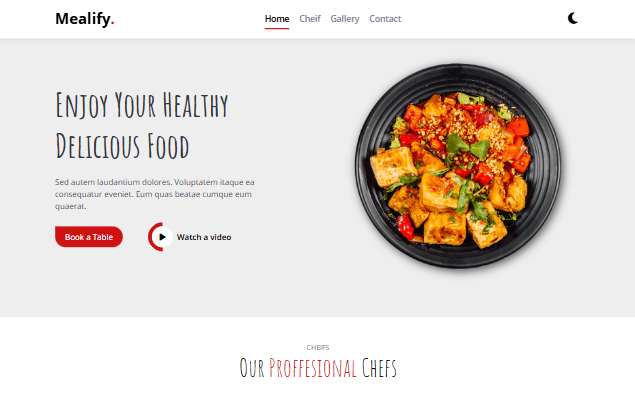 Mealify.
Home Cheif Gallery Contact
Enjoy Your Healthy
Delicious Food
Sed autem laudantium dolores. Voluptatem itaque ea
consequatur eveniet. Eum quas beatae cumque eum
quaerat.
Book a Table
Watch a video
CHEIFS
Our Proffesional Chefs